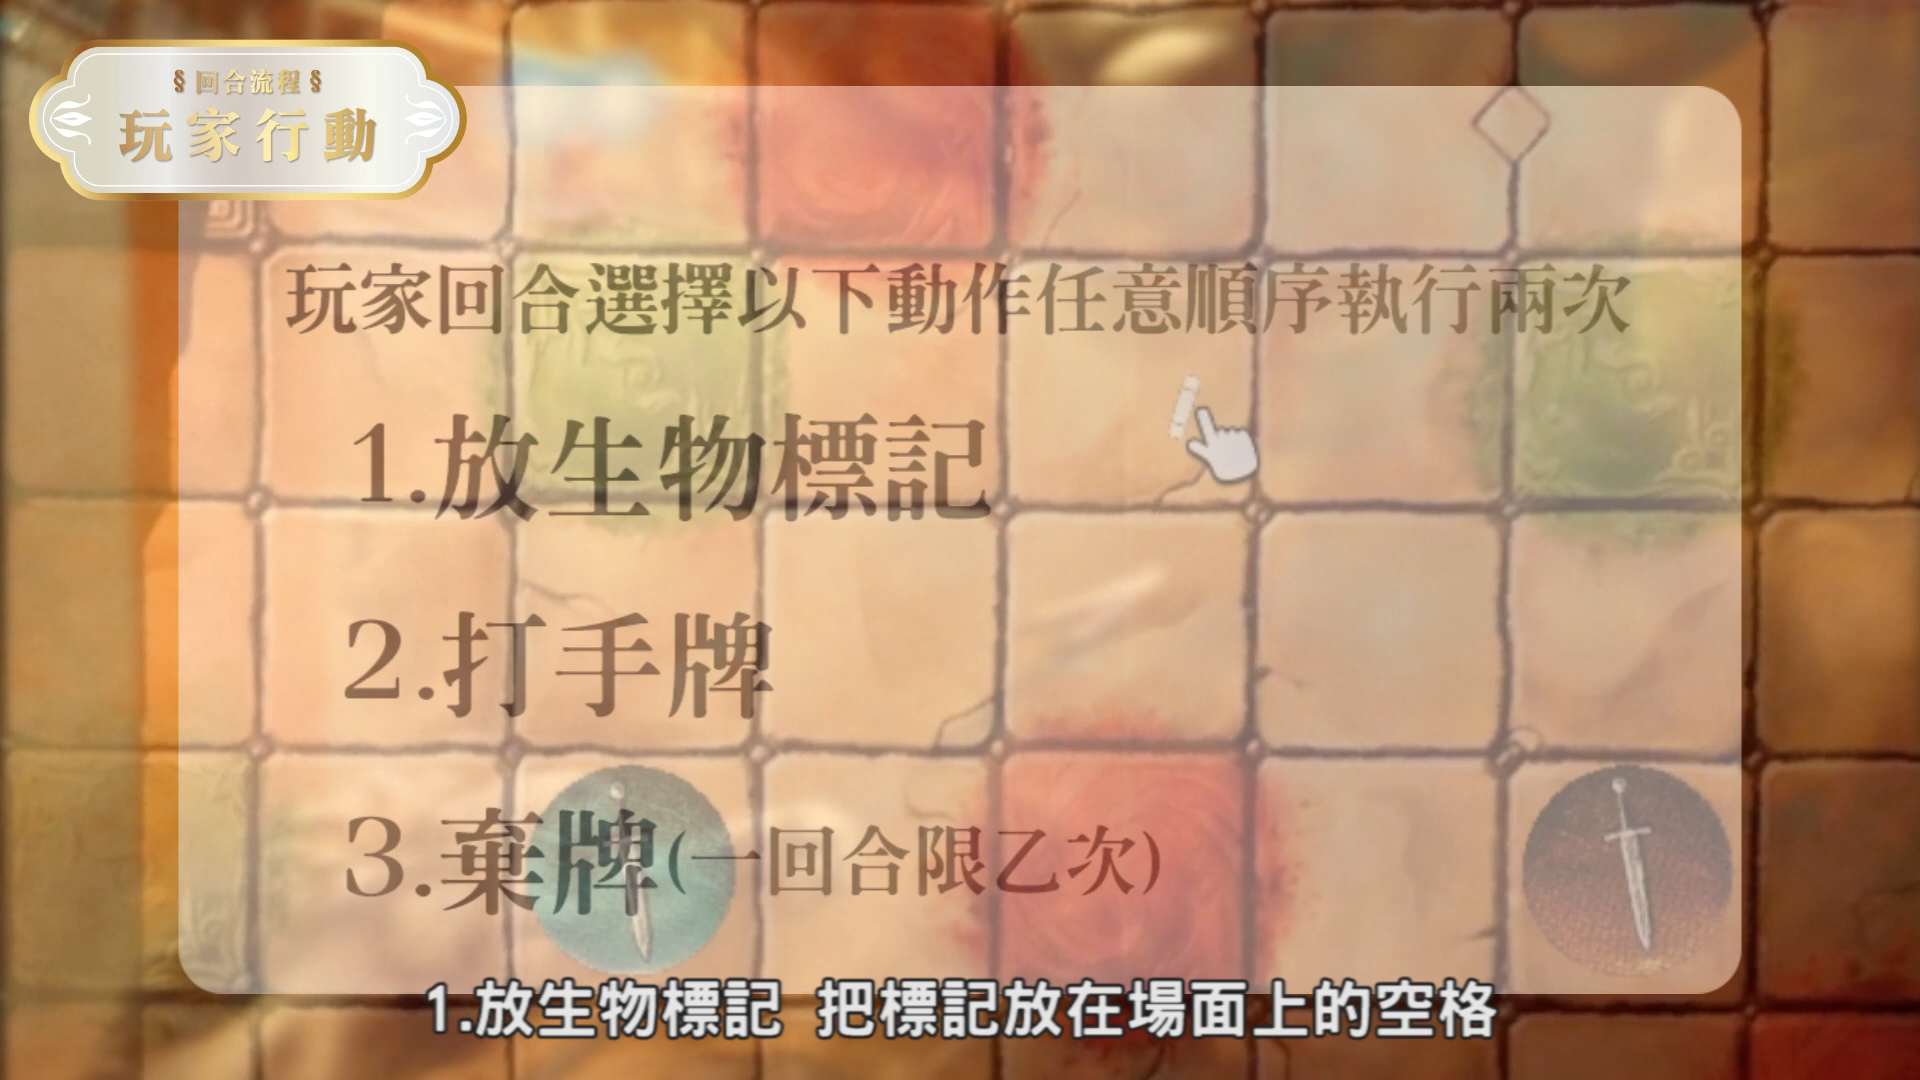 §回合流程§
玩家行動
玩家回合選擇以下動作任意順序執行兩次
1.放生物標記
2.打手牌
3.棄牌(一回合限乙次)
1.放生物標記 把標記放在場面上的空格